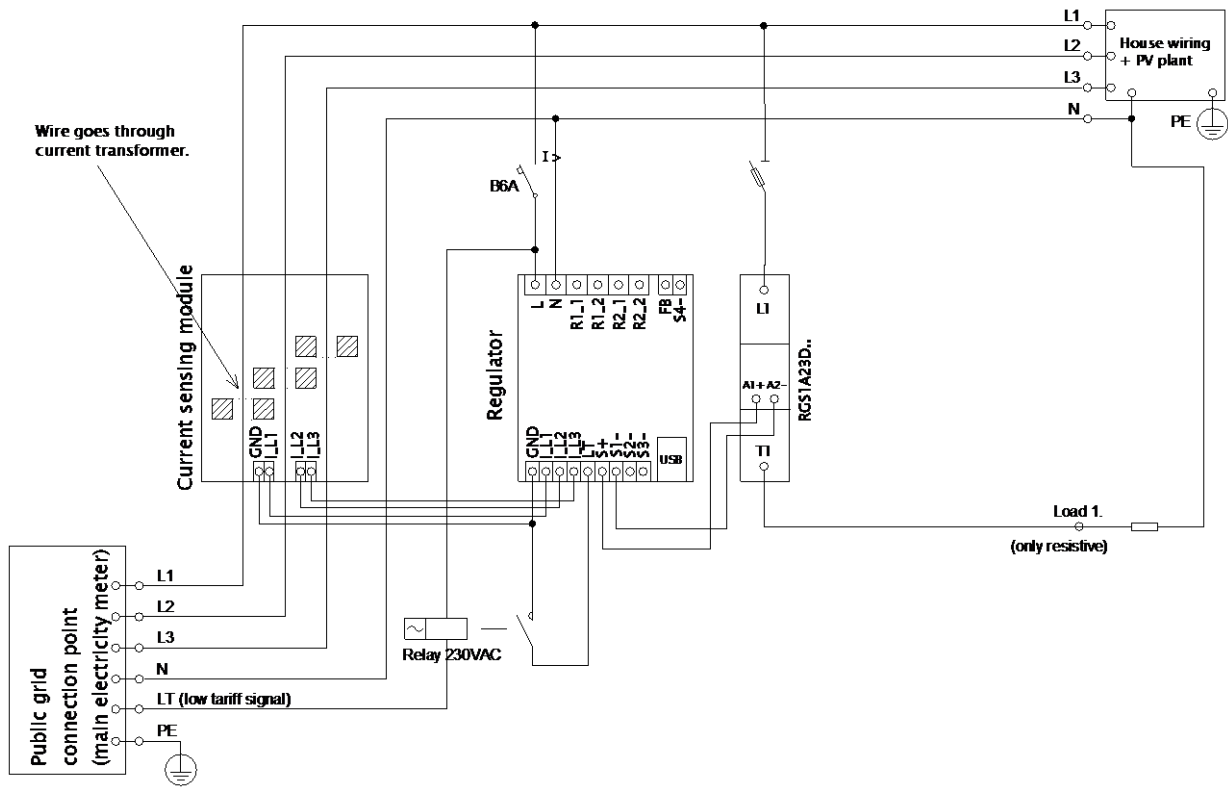 L1
L2
L3
N
House wiring
+ PV plant
PE
Wire goes through
current transformer.
I >
B6A
Current sensing module
GND
I_L1
I_L2
I_L3
Regulator
L
N
R1_1
R1_2
R2_1
R2_2
FB
S4-
GND
I_L1
I_L2
I_L3
LT
S+
S1-
S2-
S3-
USB
L1
A1+ A2-
T1
RGS1A23D..
Load 1.
(only resistive)
Relay 230VAC
Public grid
connection point
(main electricity meter)
L1
L2
L3
N
LT (low tariff signal)
PE